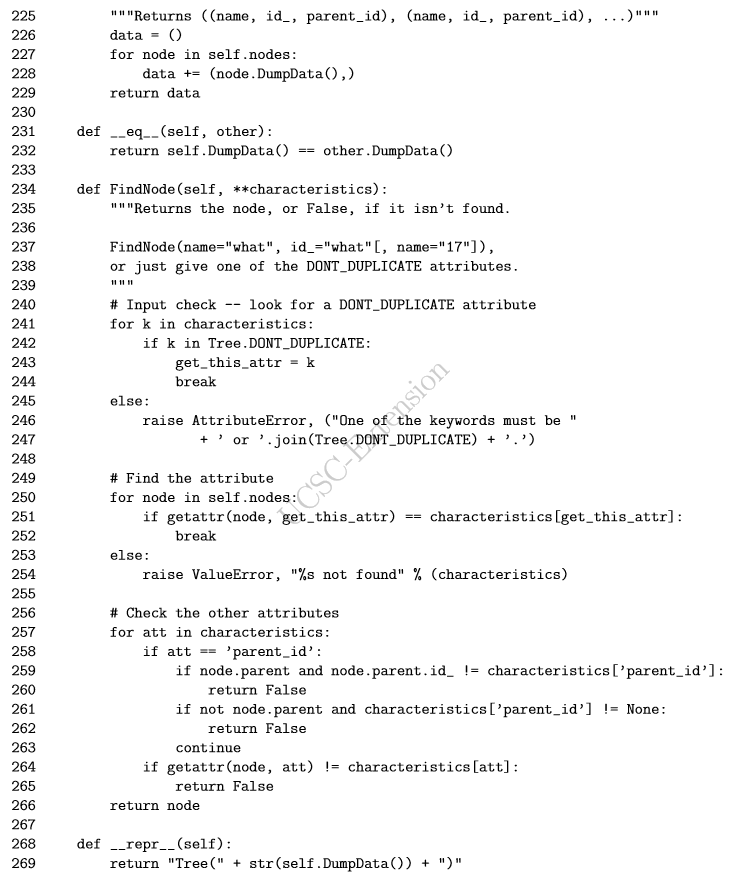 225         """Returns ((name, id_, parent_id), (name, id_, parent_id), ...)"""
226         data = ()
227         for node in self.nodes:
228             data += (node.DumpData(),)
229         return data
230
231     def __eq__(self, other):
232         return self.DumpData() == other.DumpData()
233
234     def FindNode(self, **characteristics):
235         """Returns the node, or False, if it isn't found.
236
237         FindNode(name="what", id_="what"[, name="17"]),
238         or just give one of the DONT_DUPLICATE attributes.
239         """
240         # Input check -- look for a DONT_DUPLICATE attribute
241         for k in characteristics:
242             if k in Tree.DONT_DUPLICATE:
243                 get_this_attr = k
244                 break
245         else:
246             raise AttributeError, ("One of the keywords must be "
247                    + ' or '.join(Tree.DONT_DUPLICATE) + '.')
248
249         # Find the attribute
250         for node in self.nodes:
251             if getattr(node, get_this_attr) == characteristics[get_this_attr]:
252                 break
253         else:
254             raise ValueError, "%s not found" % (characteristics)
255
256         # Check the other attributes
257         for att in characteristics:
258             if att == 'parent_id':
259                 if node.parent and node.parent.id_ != characteristics['parent_id']:
260                     return False
261                 if not node.parent and characteristics['parent_id'] != None:
262                     return False
263                 continue
264             if getattr(node, att) != characteristics[att]:
265                 return False
266         return node
267
268     def __repr__(self):
269         return "Tree(" + str(self.DumpData()) + ")"
UCSC-Extension